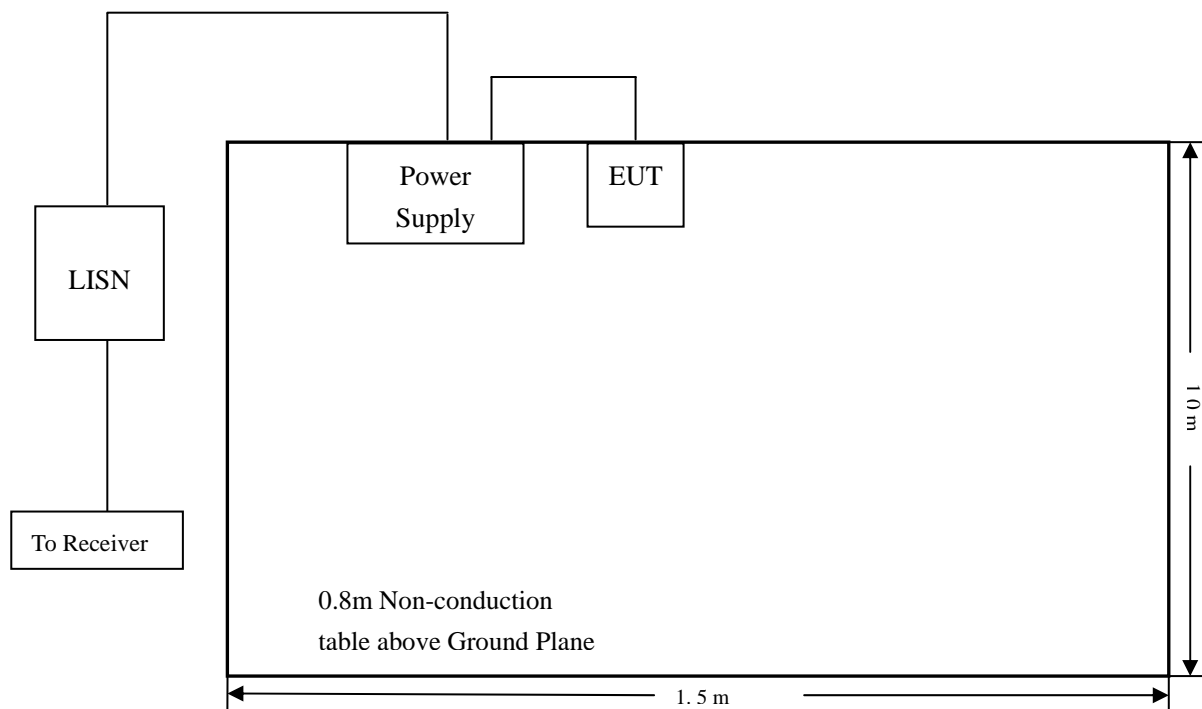 Power
Supply
EUT
LISN
To Receiver
1 0 m
0.8m Non-conduction
table above Ground Plane
1. 5 m